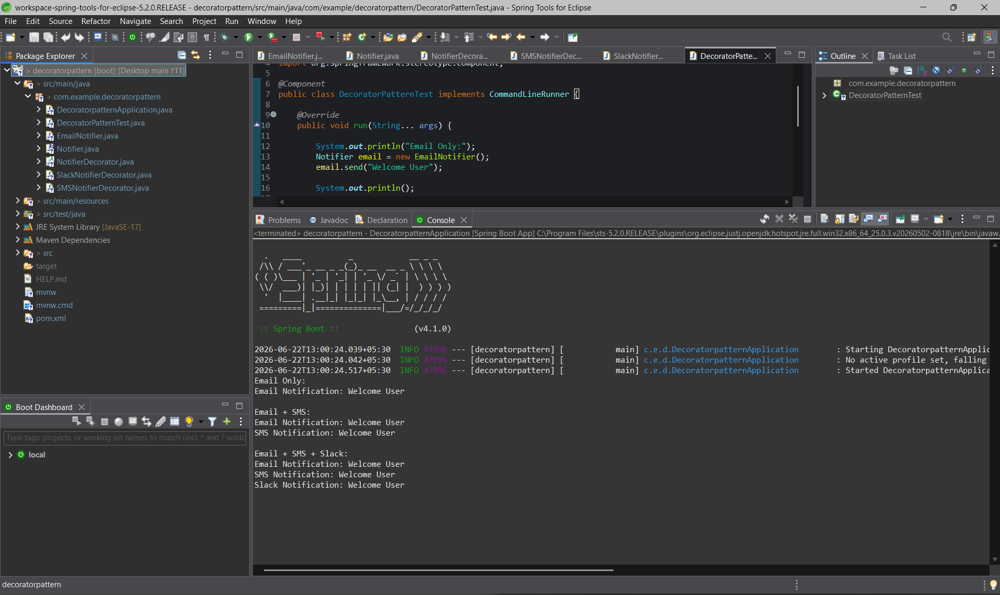 workspace-spring-tools-for-eclipse-5.2.0.RELEASE - decoratorpattern/src/main/java/com/example/decoratorpattern/DecoratorPatternTest.java - Spring Tools for Eclipse
File Edit Source Refactor Navigate Search Project Run Window Help
Package Explorer
> decoratorpattern [boot] [Desktop main ↑11]
> src/main/java
> com.example.decoratorpattern
DecoratorpatternApplication.java
DecoratorPatternTest.java
EmailNotifier.java
Notifier.java
NotifierDecorator.java
SlackNotifierDecorator.java
SMSNotifierDecorator.java
> src/main/resources
> src/test/java
JRE System Library [JavaSE-17]
Maven Dependencies
> src
target
HELP.md
mvnw
mvnw.cmd
pom.xml
Boot Dashboard
Type tags, projects, or working set names to match (incl. * and ? wildc
local
EmailNotifier.j... Notifier.java NotifierDecora... SMSNotifierDec... SlackNotifier... DecoratorPatte...
4 import org.springframework.stereotype.Component;
5
6 @Component
7 public class DecoratorPatternTest implements CommandLineRunner {
8
9 @Override
10 public void run(String... args) {
11
12 System.out.println("Email Only:");
13 Notifier email = new EmailNotifier();
14 email.send("Welcome User");
15
16 System.out.println();
17
Outline Task List
com.example.decoratorpattern
DecoratorPatternTest
Problems Javadoc Declaration Console
<terminated> decoratorpattern - DecoratorpatternApplication [Spring Boot App] C:\Program Files\sts-5.2.0.RELEASE\plugins\org.eclipse.justj.openjdk.hotspot.jre.full.win32.x86_64_25.0.3.v20260502-0818\jre\bin\javaw.
  .   ____          _            __ _ _
 /\\ / ___'_ __ _ _(_)_ __  __ _ \ \ \ \
( ( )\___ | '_ | '_| | '_ \/ _` | \ \ \ \
 \\/  ___)| |_)| | | | | || (_| |  ) ) ) )
  '  |____| .__|_| |_|_| |_\__, | / / / /
 =========|_|==============|___/=/_/_/_/
:: Spring Boot :: (v4.1.0)
2026-06-22T13:00:24.039+05:30 INFO 47996 --- [decoratorpattern] [ main] c.e.d.DecoratorpatternApplication : Starting DecoratorpatternApplic
2026-06-22T13:00:24.042+05:30 INFO 47996 --- [decoratorpattern] [ main] c.e.d.DecoratorpatternApplication : No active profile set, falling
2026-06-22T13:00:24.517+05:30 INFO 47996 --- [decoratorpattern] [ main] c.e.d.DecoratorpatternApplication : Started DecoratorpatternApplica
Email Only:
Email Notification: Welcome User
Email + SMS:
Email Notification: Welcome User
SMS Notification: Welcome User
Email + SMS + Slack:
Email Notification: Welcome User
SMS Notification: Welcome User
Slack Notification: Welcome User
decoratorpattern